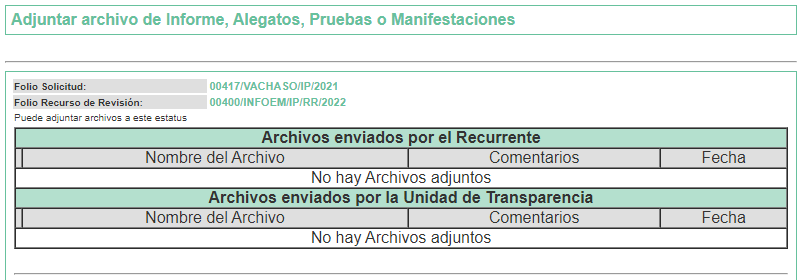 Adjuntar archivo de Informe, Alegatos, Pruebas o Manifestaciones
Folio Solicitud: 00417/VACHASO/IP/2021
Folio Recurso de Revisión: 00400/INFOEM/IP/RR/2022
Puede adjuntar archivos a este estatus
Archivos enviados por el Recurrente
Nombre del Archivo Comentarios Fecha
No hay Archivos adjuntos
Archivos enviados por la Unidad de Transparencia
Nombre del Archivo Comentarios Fecha
No hay Archivos adjuntos